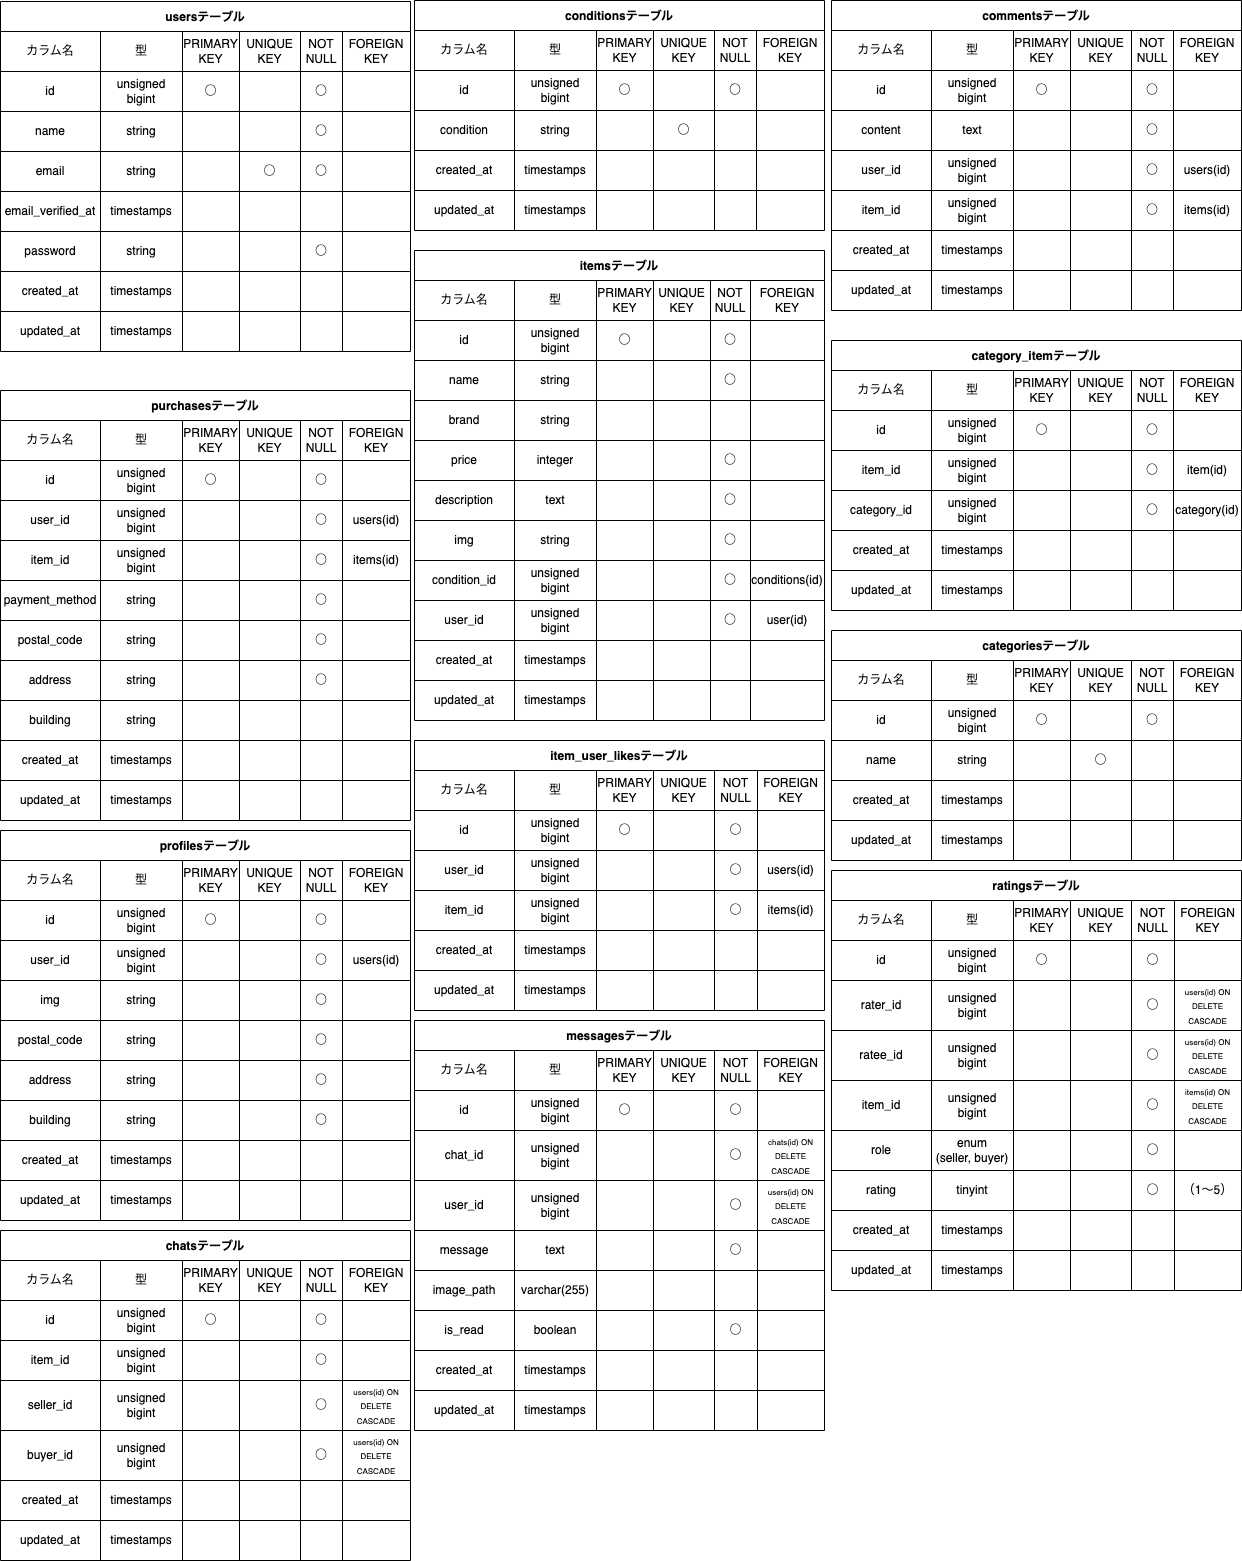 usersテーブル
カラム名 型 PRIMARY KEY UNIQUE KEY NOT NULL FOREIGN KEY
id unsigned bigint ○ ○
name string ○
email string ○ ○
email_verified_at timestamps
password string ○
created_at timestamps
updated_at timestamps
purchasesテーブル
カラム名 型 PRIMARY KEY UNIQUE KEY NOT NULL FOREIGN KEY
id unsigned bigint ○ ○
user_id unsigned bigint ○ users(id)
item_id unsigned bigint ○ items(id)
payment_method string ○
postal_code string ○
address string ○
building string
created_at timestamps
updated_at timestamps
profilesテーブル
カラム名 型 PRIMARY KEY UNIQUE KEY NOT NULL FOREIGN KEY
id unsigned bigint ○ ○
user_id unsigned bigint ○ users(id)
img string ○
postal_code string ○
address string ○
building string ○
created_at timestamps
updated_at timestamps
chatsテーブル
カラム名 型 PRIMARY KEY UNIQUE KEY NOT NULL FOREIGN KEY
id unsigned bigint ○ ○
item_id unsigned bigint ○
seller_id unsigned bigint ○ users(id) ON DELETE CASCADE
buyer_id unsigned bigint ○ users(id) ON DELETE CASCADE
created_at timestamps
updated_at timestamps
conditionsテーブル
カラム名 型 PRIMARY KEY UNIQUE KEY NOT NULL FOREIGN KEY
id unsigned bigint ○ ○
condition string ○
created_at timestamps
updated_at timestamps
itemsテーブル
カラム名 型 PRIMARY KEY UNIQUE KEY NOT NULL FOREIGN KEY
id unsigned bigint ○ ○
name string ○
brand string
price integer ○
description text ○
img string ○
condition_id unsigned bigint ○ conditions(id)
user_id unsigned bigint ○ user(id)
created_at timestamps
updated_at timestamps
item_user_likesテーブル
カラム名 型 PRIMARY KEY UNIQUE KEY NOT NULL FOREIGN KEY
id unsigned bigint ○ ○
user_id unsigned bigint ○ users(id)
item_id unsigned bigint ○ items(id)
created_at timestamps
updated_at timestamps
messagesテーブル
カラム名 型 PRIMARY KEY UNIQUE KEY NOT NULL FOREIGN KEY
id unsigned bigint ○ ○
chat_id unsigned bigint ○ chats(id) ON DELETE CASCADE
user_id unsigned bigint ○ users(id) ON DELETE CASCADE
message text ○
image_path varchar(255)
is_read boolean ○
created_at timestamps
updated_at timestamps
commentsテーブル
カラム名 型 PRIMARY KEY UNIQUE KEY NOT NULL FOREIGN KEY
id unsigned bigint ○ ○
content text ○
user_id unsigned bigint ○ users(id)
item_id unsigned bigint ○ items(id)
created_at timestamps
updated_at timestamps
category_itemテーブル
カラム名 型 PRIMARY KEY UNIQUE KEY NOT NULL FOREIGN KEY
id unsigned bigint ○ ○
item_id unsigned bigint ○ item(id)
category_id unsigned bigint ○ category(id)
created_at timestamps
updated_at timestamps
categoriesテーブル
カラム名 型 PRIMARY KEY UNIQUE KEY NOT NULL FOREIGN KEY
id unsigned bigint ○ ○
name string ○
created_at timestamps
updated_at timestamps
ratingsテーブル
カラム名 型 PRIMARY KEY UNIQUE KEY NOT NULL FOREIGN KEY
id unsigned bigint ○ ○
rater_id unsigned bigint ○ users(id) ON DELETE CASCADE
ratee_id unsigned bigint ○ users(id) ON DELETE CASCADE
item_id unsigned bigint ○ items(id) ON DELETE CASCADE
role enum (seller, buyer) ○
rating tinyint ○ （1〜5）
created_at timestamps
updated_at timestamps